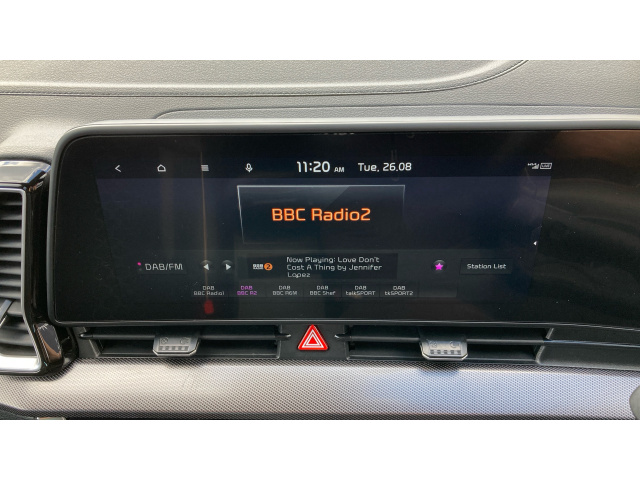 11:20 AM
Tue, 26.08
BBC Radio2
DAB/FM
Now Playing: Love Don't
Cost A Thing by Jennifer
Lopez
Station List
DAB
BBC Radio1
DAB
BBC R2
DAB
BBC R6M
DAB
BBC Shef
DAB
talkSPORT
DAB
tkSPORT2